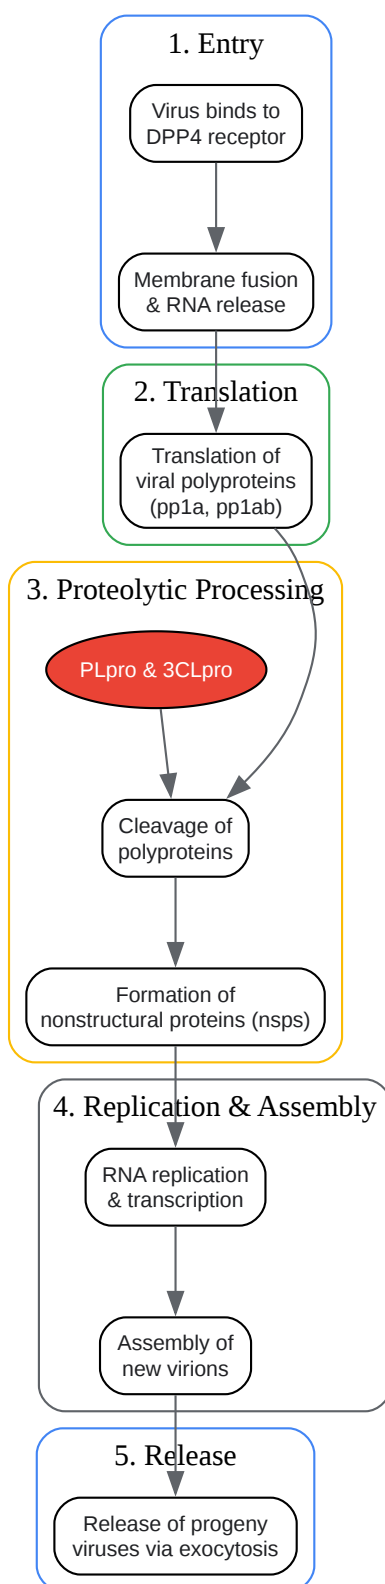 1. Entry
Virus binds to
DPP4 receptor
Membrane fusion
& RNA release
2. Translation
Translation of
viral polyproteins
(pp1a, pp1ab)
3. Proteolytic Processing
PLpro & 3CLpro
Cleavage of
polyproteins
Formation of
nonstructural proteins (nsps)
4. Replication & Assembly
RNA replication
& transcription
Assembly of
new virions
5. Release
Release of progeny
viruses via exocytosis